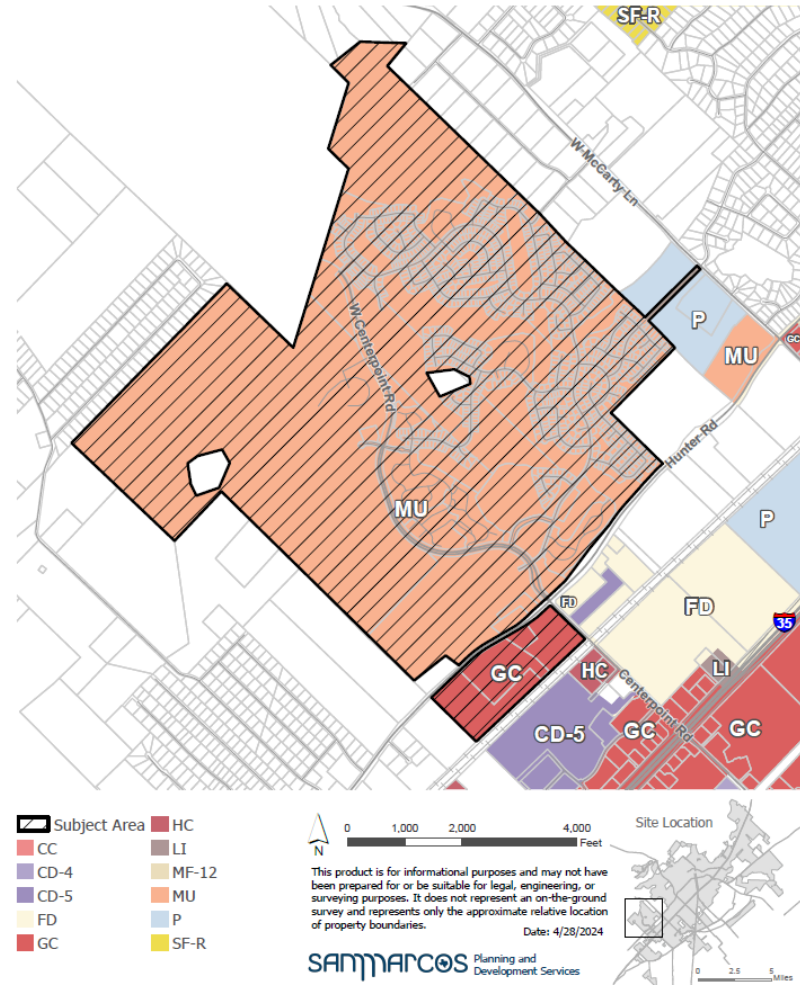 SF-R
W McCarty Ln
P
MU
GC
W Centerpoint Rd
Hunter Rd
MU
P
FD
FD
35
GC
HC
LI
Centerpoint Rd
CD-5
GC
GC
Subject Area
CC
CD-4
CD-5
FD
GC
HC
LI
MF-12
MU
P
SF-R
N
0 1,000 2,000 4,000
Feet
This product is for informational purposes and may not have
been prepared for or be suitable for legal, engineering, or
surveying purposes. It does not represent an on-the-ground
survey and represents only the approximate relative location
of property boundaries.
Date: 4/28/2024
SANMARCOS
Planning and
Development Services
Site Location
0 2.5 5
Miles